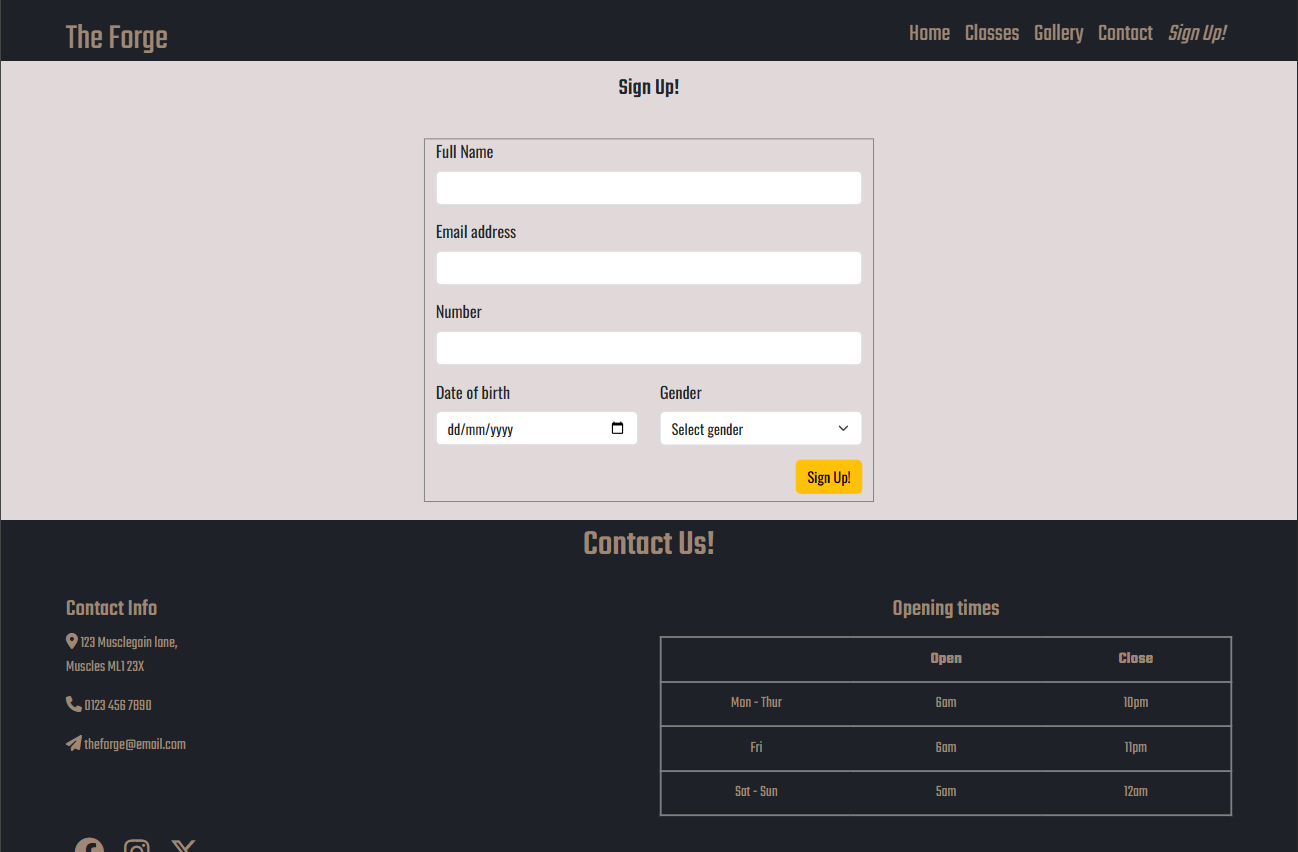 The Forge
Home Classes Gallery Contact Sign Up!
Sign Up!
Full Name
Email address
Number
Date of birth Gender
dd/mm/yyyy Select gender
Sign Up!
Contact Us!
Contact Info
123 Musclegain lane,
Muscles ML1 23X
0123 456 7890
theforge@email.com
Opening times
Open Close
Mon - Thur 6am 10pm
Fri 6am 11pm
Sat - Sun 5am 12am